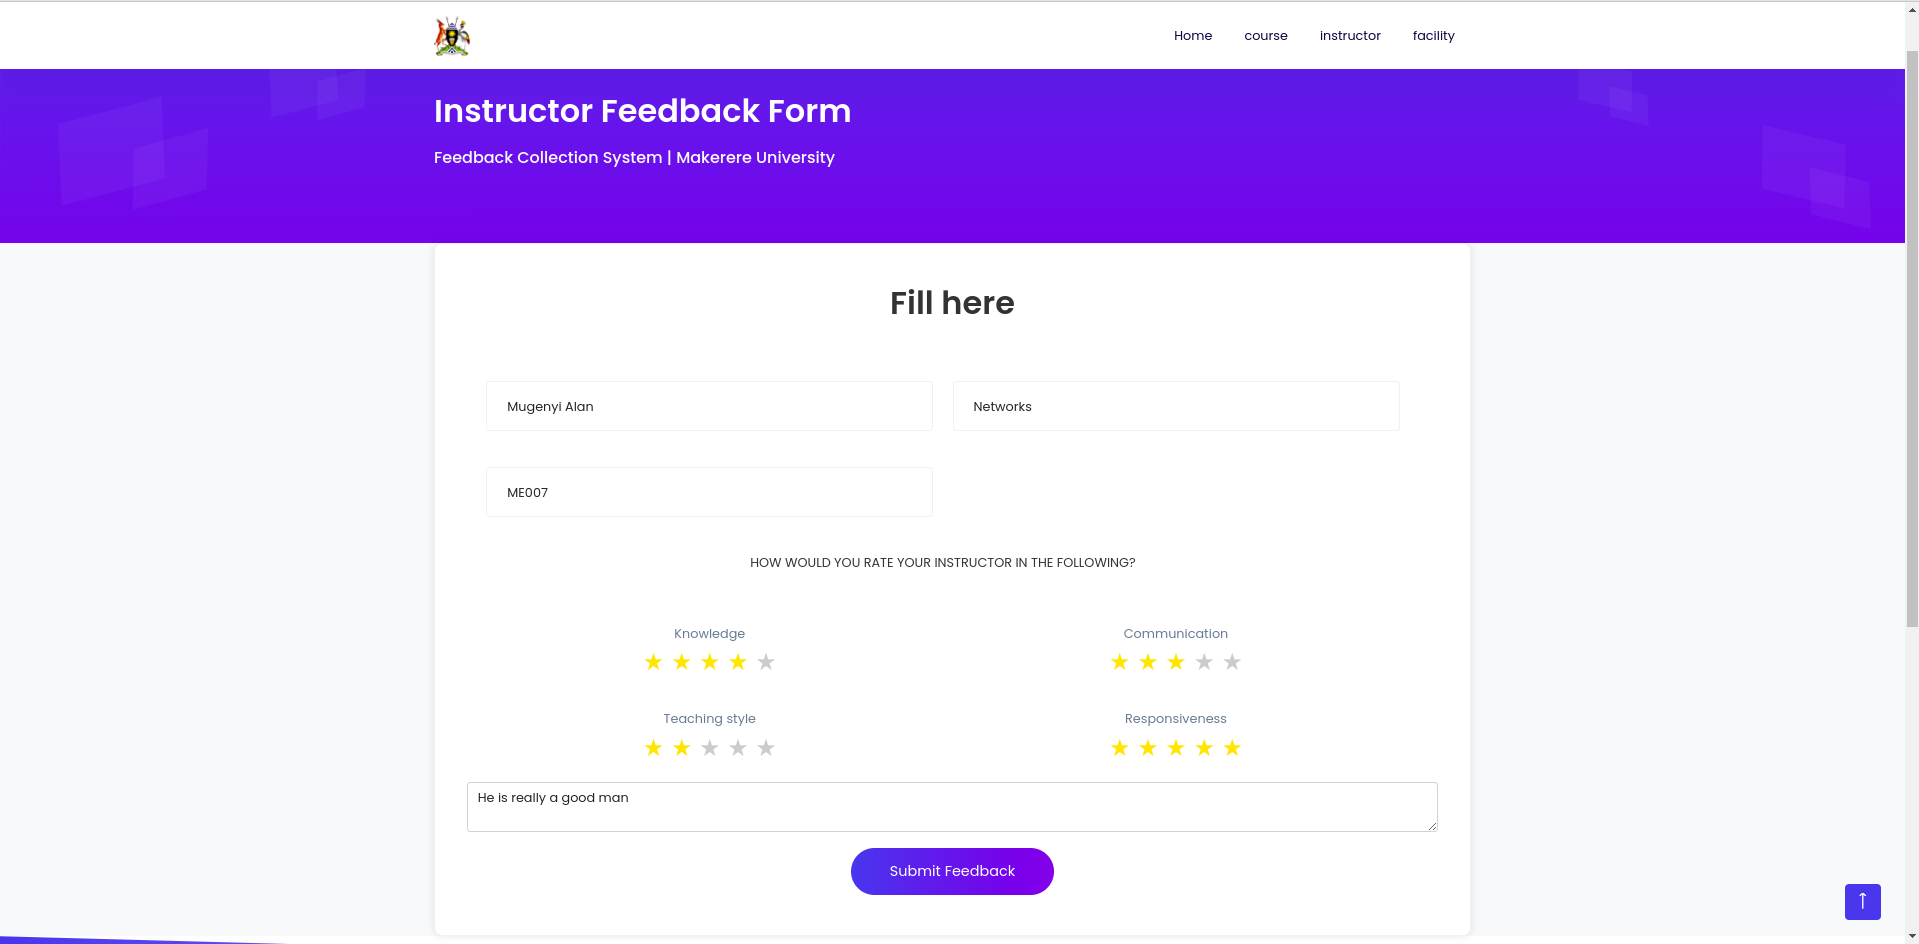 Home course instructor facility
Instructor Feedback Form
Feedback Collection System | Makerere University
Fill here
Mugenyi Alan Networks
ME007
HOW WOULD YOU RATE YOUR INSTRUCTOR IN THE FOLLOWING?
Knowledge Communication
Teaching style Responsiveness
He is really a good man
Submit Feedback